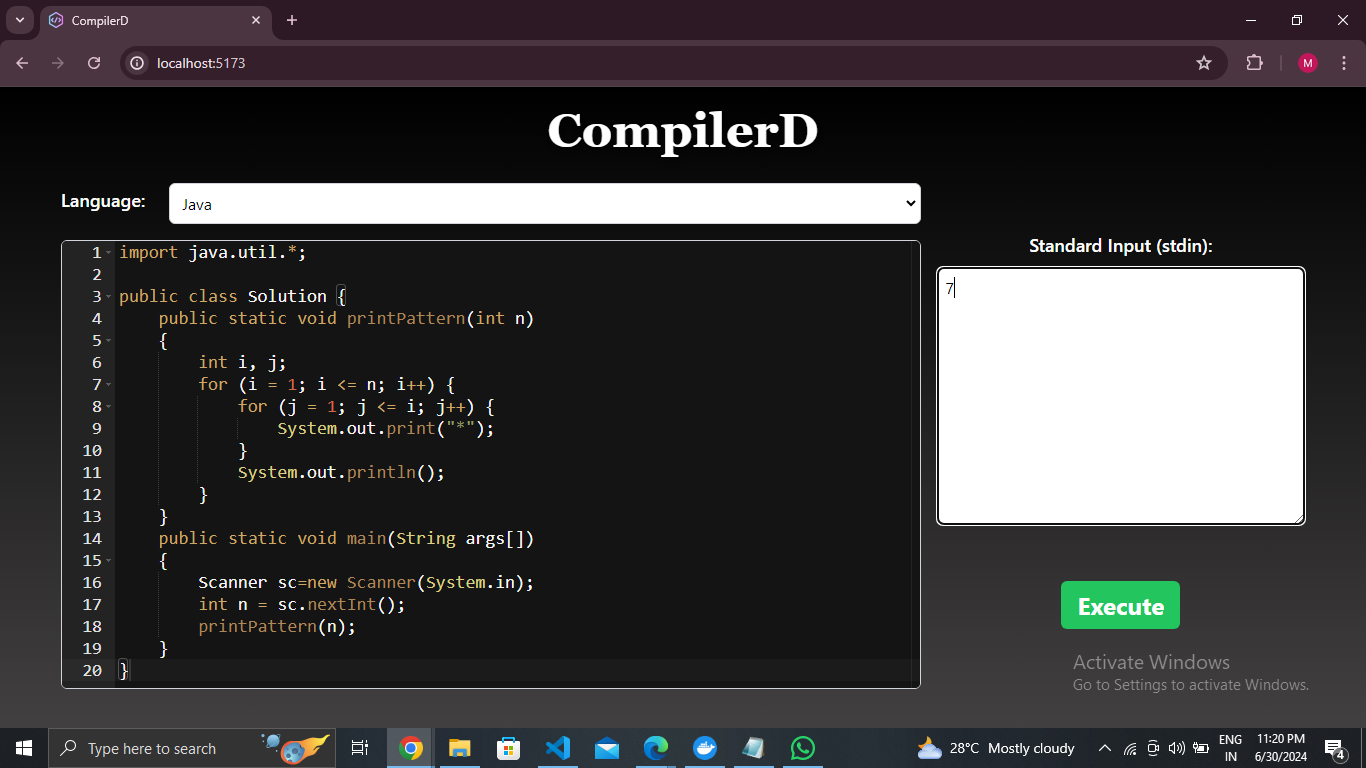 CompilerD
localhost:5173
M
CompilerD
Language:
Java
1 import java.util.*;
2
3 public class Solution {
4     public static void printPattern(int n)
5     {
6         int i, j;
7         for (i = 1; i <= n; i++) {
8             for (j = 1; j <= i; j++) {
9                 System.out.print("*");
10             }
11             System.out.println();
12         }
13     }
14     public static void main(String args[])
15     {
16         Scanner sc=new Scanner(System.in);
17         int n = sc.nextInt();
18         printPattern(n);
19     }
20 }
Standard Input (stdin):
7
Execute
Activate Windows
Go to Settings to activate Windows.
Type here to search
28°C Mostly cloudy
ENG
IN
11:20 PM
6/30/2024
4